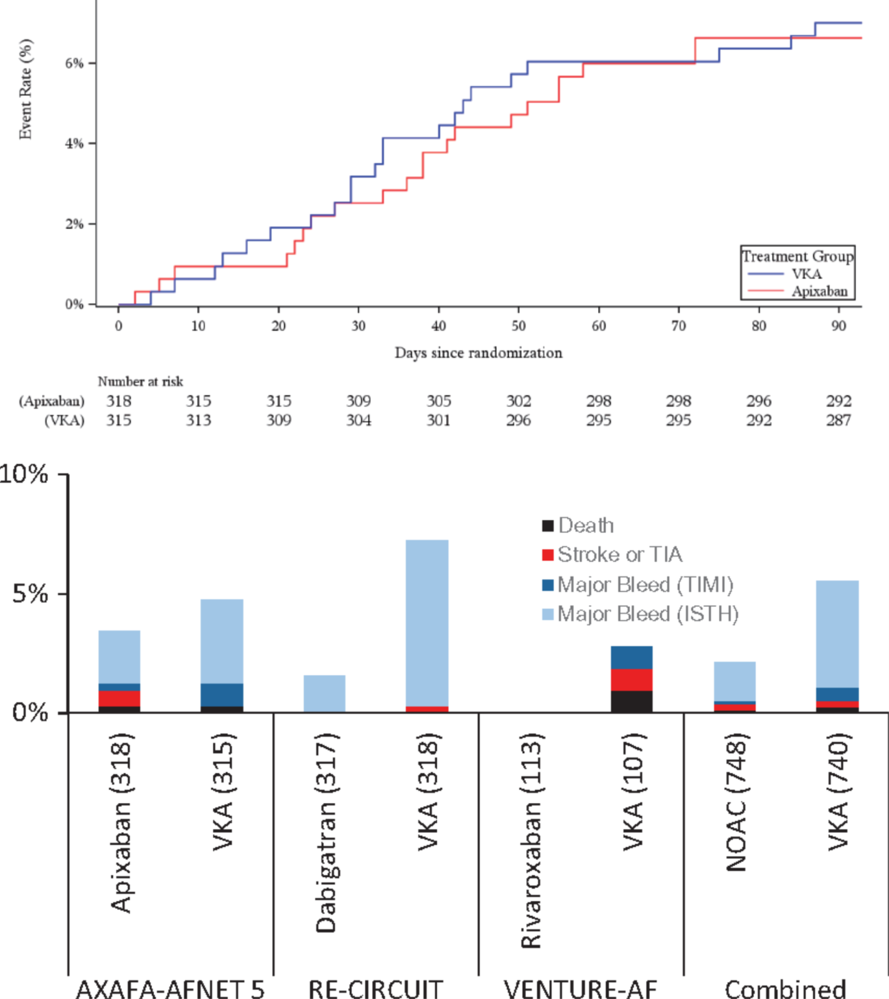 Event Rate (%)
6%
4%
2%
0%
Treatment Group
VKA
Apixaban
0 10 20 30 40 50 60 70 80 90
Days since randomization
Number at risk
(Apixaban) 318 315 315 309 305 302 298 298 296 292
(VKA) 315 313 309 304 301 296 295 295 292 287
10%
5%
0%
Death
Stroke or TIA
Major Bleed (TIMI)
Major Bleed (ISTH)
Apixaban (318)
VKA (315)
Dabigatran (317)
VKA (318)
Rivaroxaban (113)
VKA (107)
NOAC (748)
VKA (740)
AXAFA-AFNET 5 RE-CIRCUIT VENTURE-AF Combined